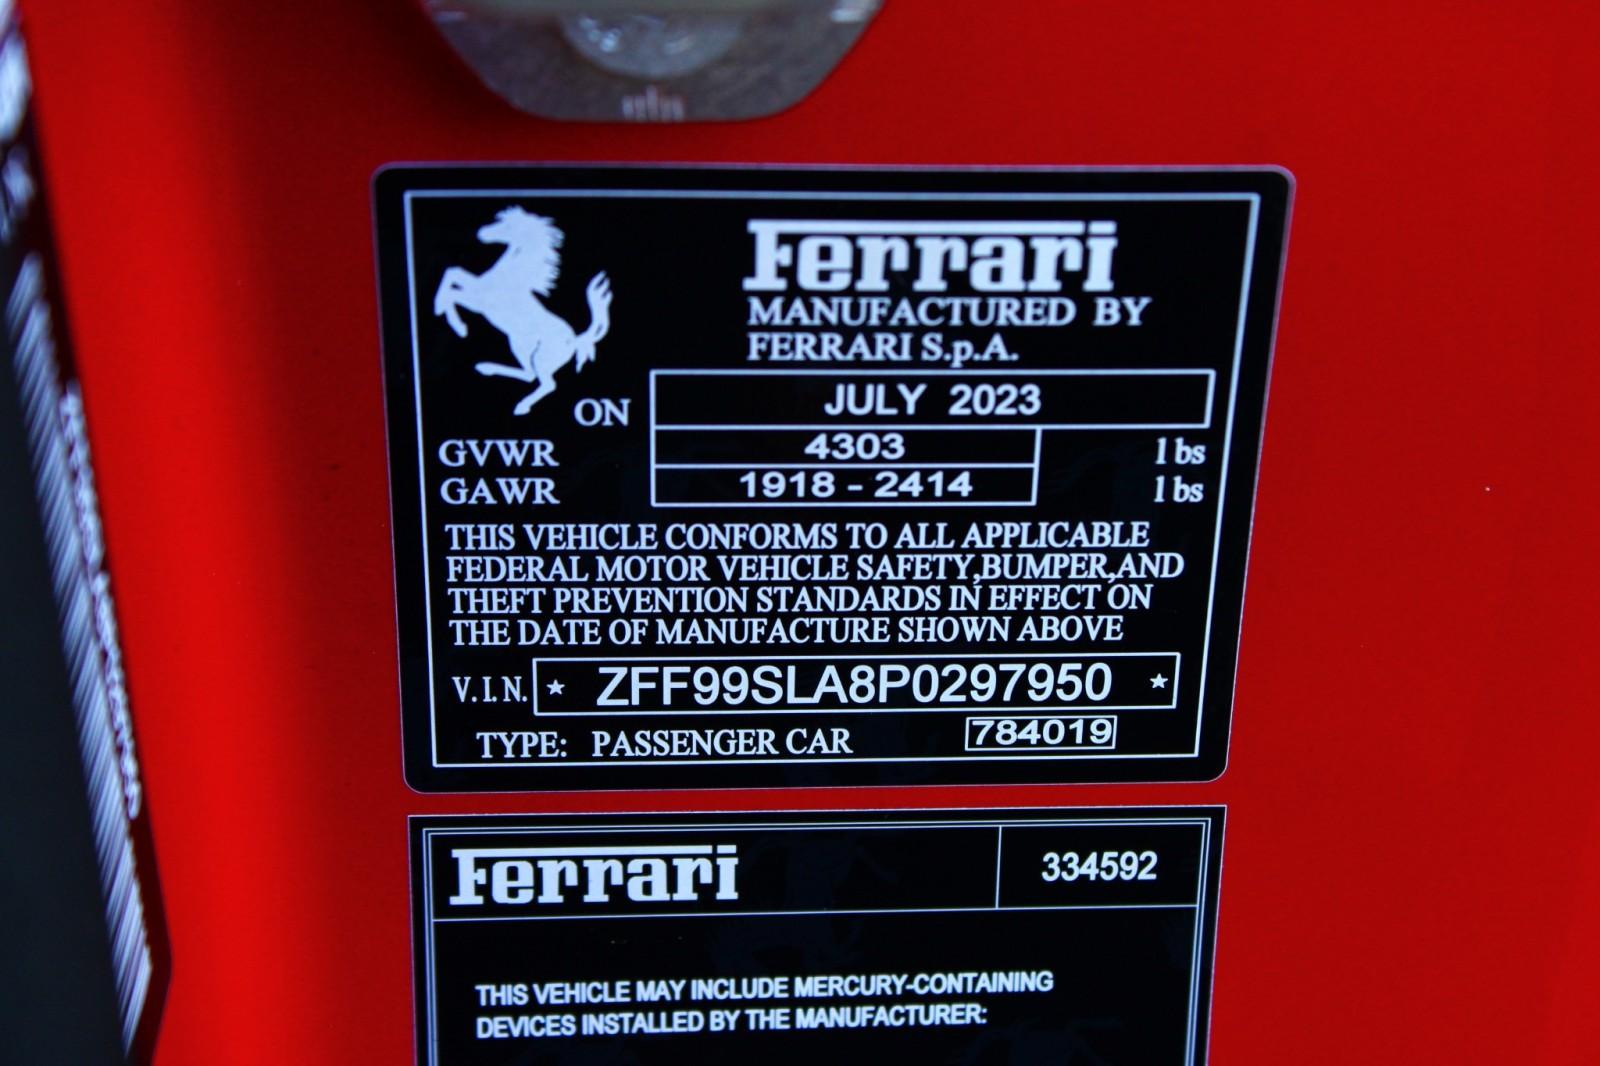 Ferrari
MANUFACTURED BY
FERRARI S.p.A.
ON JULY 2023
GVWR 4303 lbs
GAWR 1918 - 2414 lbs
THIS VEHICLE CONFORMS TO ALL APPLICABLE
FEDERAL MOTOR VEHICLE SAFETY,BUMPER,AND
THEFT PREVENTION STANDARDS IN EFFECT ON
THE DATE OF MANUFACTURE SHOWN ABOVE
V.I.N. ★ ZFF99SLA8P0297950 ★
TYPE: PASSENGER CAR 784019
Ferrari 334592
THIS VEHICLE MAY INCLUDE MERCURY-CONTAINING
DEVICES INSTALLED BY THE MANUFACTURER: